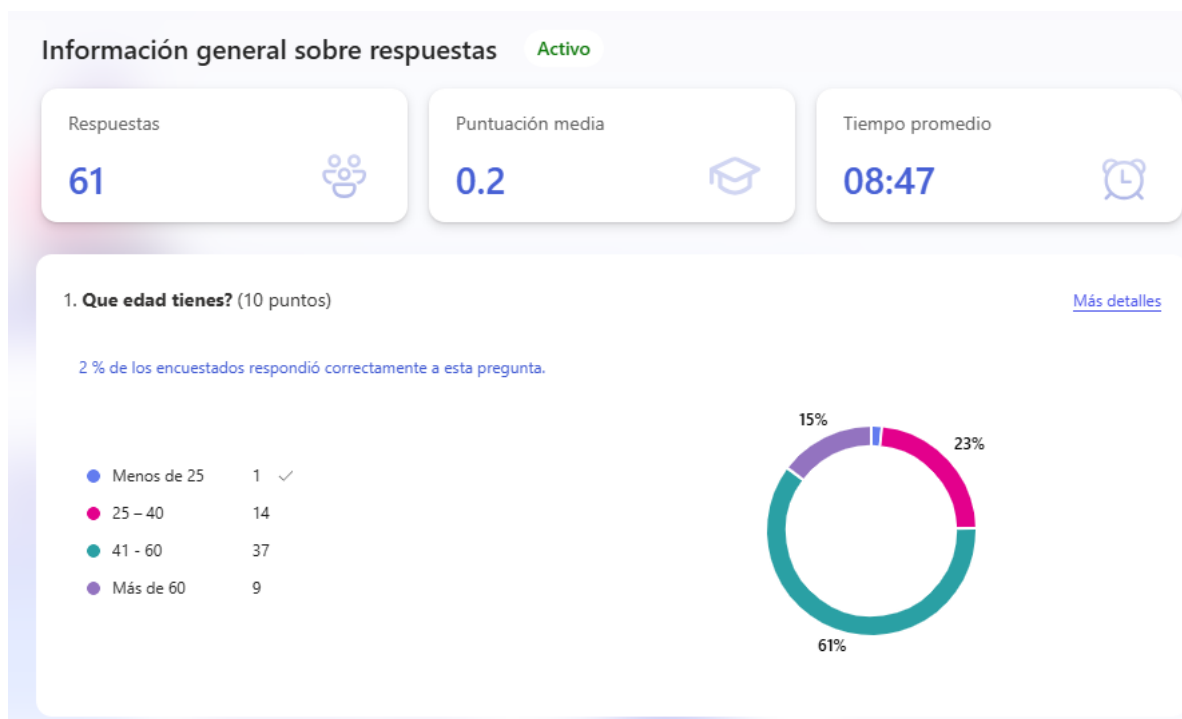 Información general sobre respuestas Activo
Respuestas
61
Puntuación media
0.2
Tiempo promedio
08:47
1. Que edad tienes? (10 puntos)
Más detalles
2 % de los encuestados respondió correctamente a esta pregunta.
Menos de 25 1
25 – 40 14
41 - 60 37
Más de 60 9
15%
23%
61%